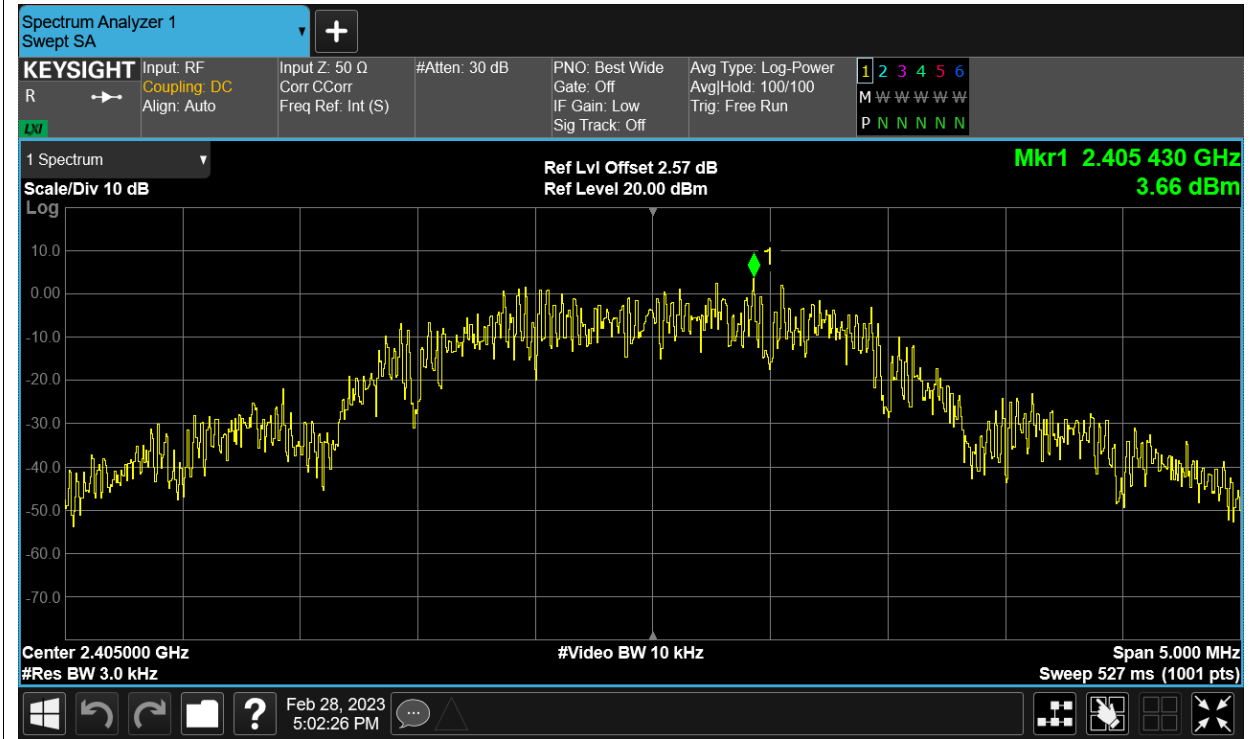 Spectrum Analyzer 1
Swept SA
KEYSIGHT
R
LXI
Input: RF
Coupling: DC
Align: Auto
Input Z: 50 Ω
Corr CCorr
Freq Ref: Int (S)
#Atten: 30 dB
PNO: Best Wide
Gate: Off
IF Gain: Low
Sig Track: Off
Avg Type: Log-Power
Avg|Hold: 100/100
Trig: Free Run
1 2 3 4 5 6
M W W W W W
P N N N N N
1 Spectrum
Scale/Div 10 dB
Log
Ref Lvl Offset 2.57 dB
Ref Level 20.00 dBm
Mkr1 2.405 430 GHz
3.66 dBm
1
10.0
0.00
-10.0
-20.0
-30.0
-40.0
-50.0
-60.0
-70.0
Center 2.405000 GHz
#Res BW 3.0 kHz
#Video BW 10 kHz
Span 5.000 MHz
Sweep 527 ms (1001 pts)
?
Feb 28, 2023
5:02:26 PM